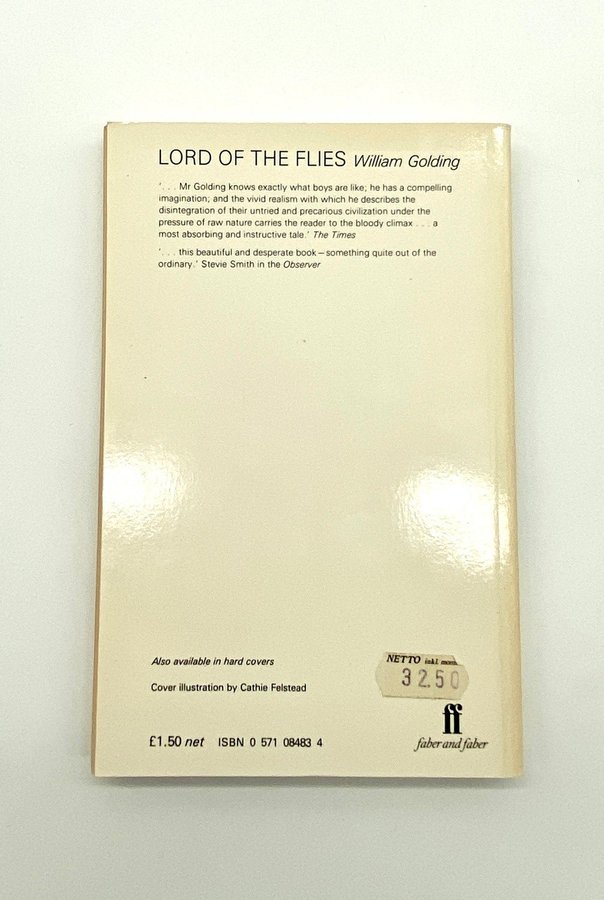 LORD OF THE FLIES William Golding
'. . . Mr Golding knows exactly what boys are like; he has a compelling
imagination; and the vivid realism with which he describes the
disintegration of their untried and precarious civilization under the
pressure of raw nature carries the reader to the bloody climax . . . a
most absorbing and instructive tale.' The Times
'. . . this beautiful and desperate book—something quite out of the
ordinary.' Stevie Smith in the Observer
Also available in hard covers
Cover illustration by Cathie Felstead
NETTO inkl mom
32.50
£1.50 net ISBN 0 571 08483 4
ff
faber and faber